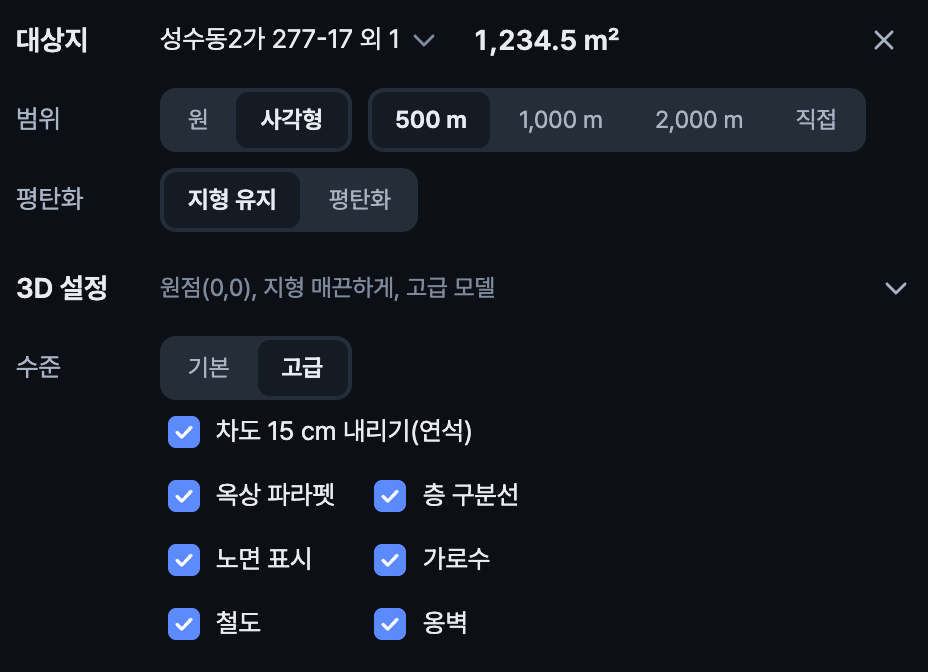 대상지 성수동2가 277-17 외 1 1,234.5 m²
범위 원 사각형 500 m 1,000 m 2,000 m 직접
평탄화 지형 유지 평탄화
3D 설정 원점(0,0), 지형 매끈하게, 고급 모델
수준 기본 고급
차도 15 cm 내리기(연석)
옥상 파라펫 층 구분선
노면 표시 가로수
철도 옹벽